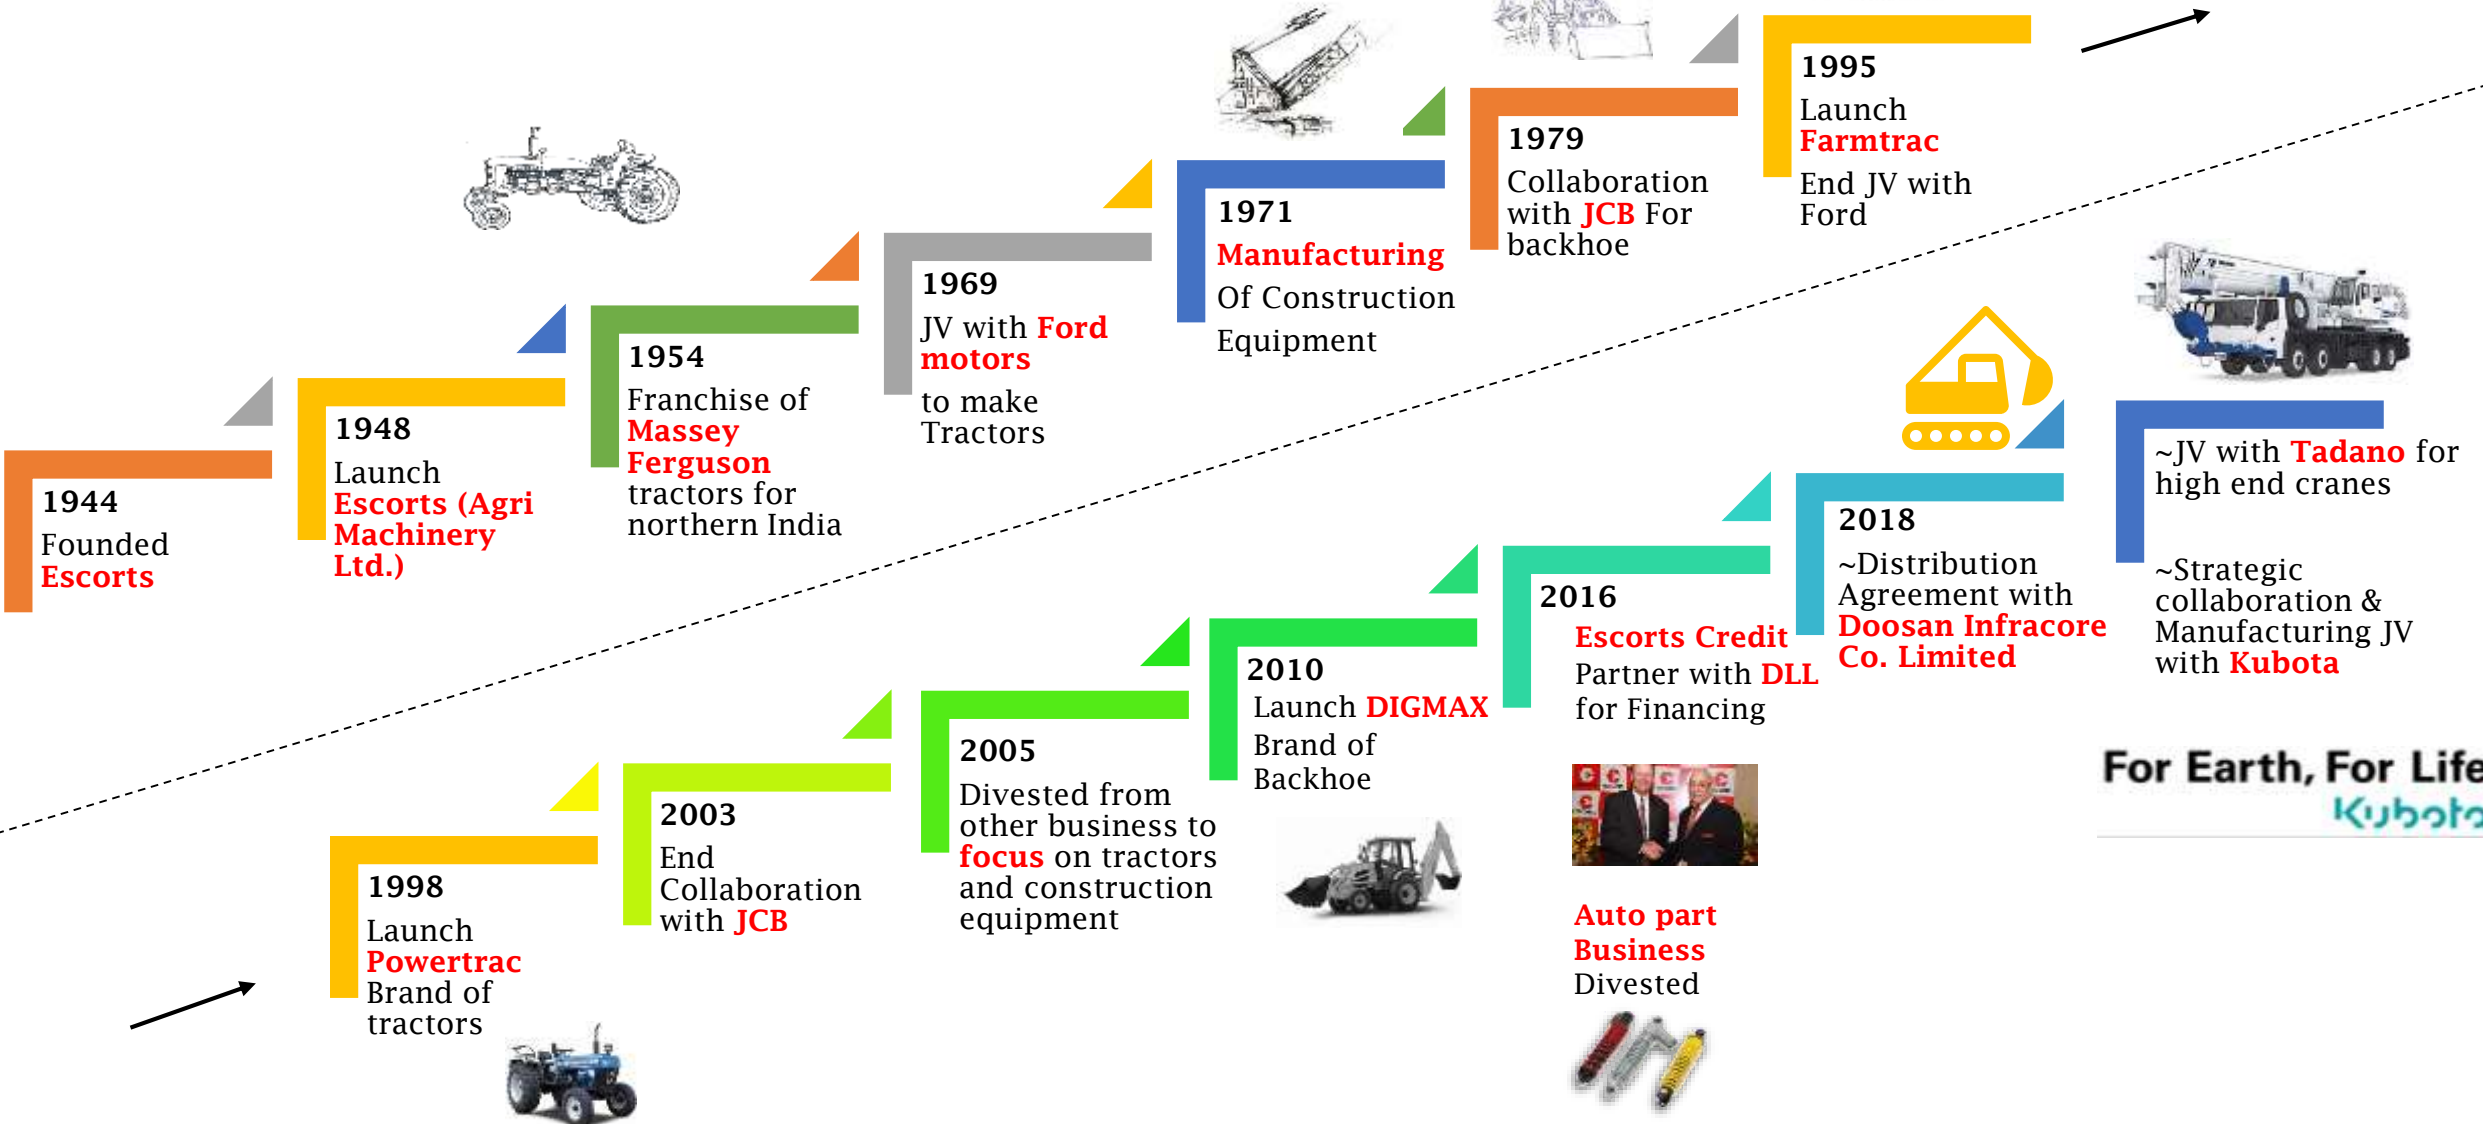 1944
Founded
Escorts
1948
Launch
Escorts (Agri
Machinery
Ltd.)
1954
Franchise of
Massey
Ferguson
tractors for
northern India
1969
JV with Ford
motors
to make
Tractors
1971
Manufacturing
Of Construction
Equipment
1979
Collaboration
with JCB For
backhoe
1995
Launch
Farmtrac
End JV with
Ford
1998
Launch
Powertrac
Brand of
tractors
2003
End
Collaboration
with JCB
2005
Divested from
other business to
focus on tractors
and construction
equipment
2010
Launch DIGMAX
Brand of
Backhoe
2016
Escorts Credit
Partner with DLL
for Financing
Auto part
Business
Divested
2018
~Distribution
Agreement with
Doosan Infracore
Co. Limited
~JV with Tadano for
high end cranes
~Strategic
collaboration &
Manufacturing JV
with Kubota
For Earth, For Life
Kubota